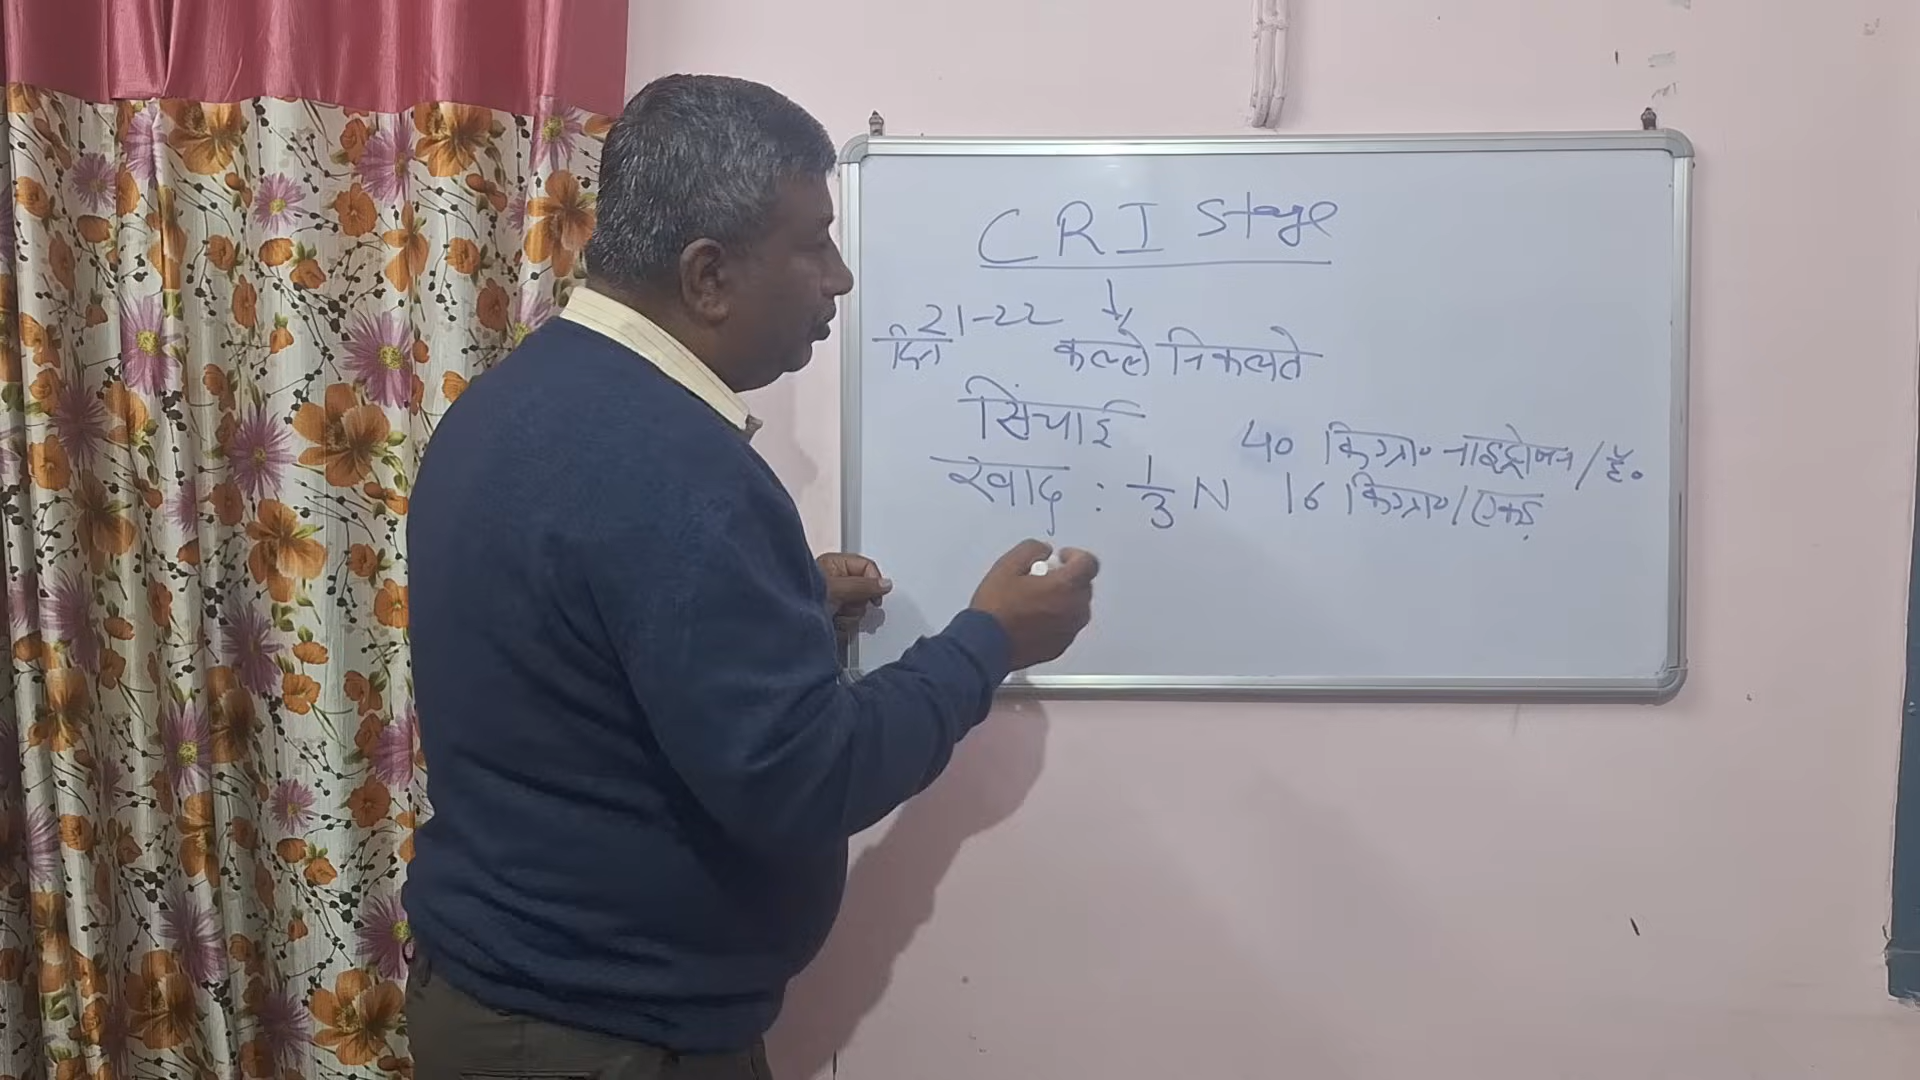 CRI Stage
21-22
दिन
कल्ले निकलते
सिंचाई
40 किग्रा० नाइट्रोजन/है०
खाद : 1/3 N
16 किग्रा०/एकड़